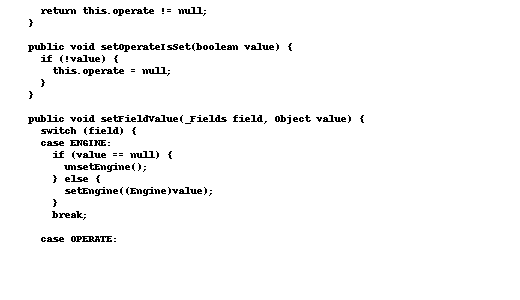 return this.operate != null;
}
public void setOperateIsSet(boolean value) {
if (!value) {
this.operate = null;
}
}
public void setFieldValue(_Fields field, Object value) {
switch (field) {
case ENGINE:
if (value == null) {
unsetEngine();
} else {
setEngine((Engine)value);
}
break;
case OPERATE: